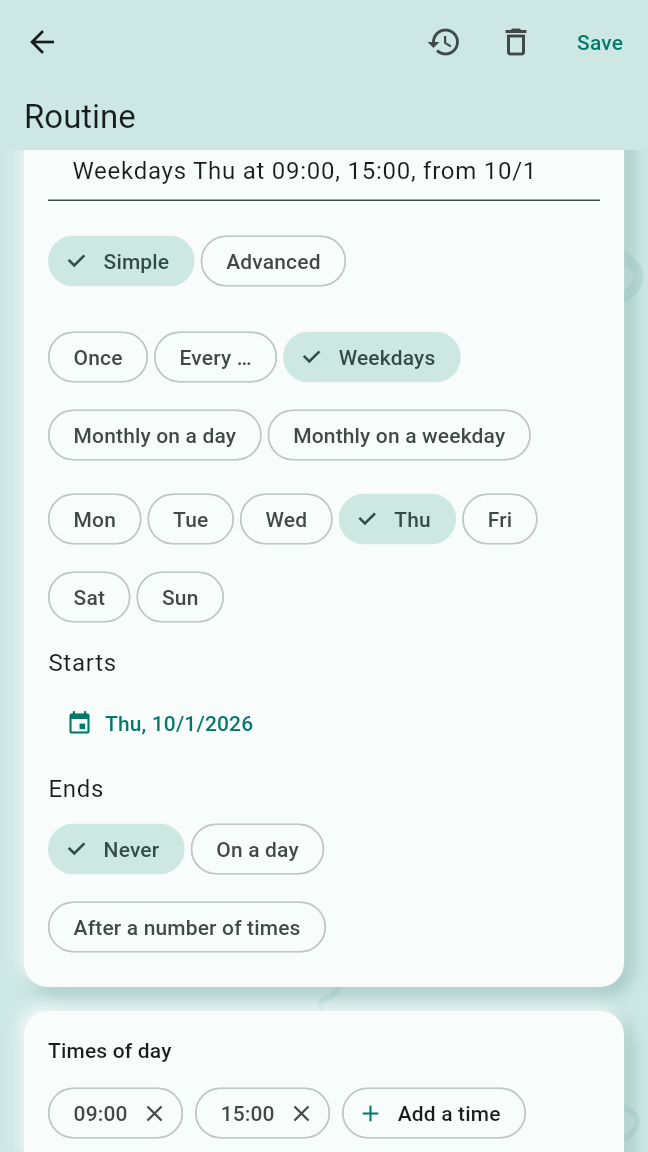 Save
Routine
Weekdays Thu at 09:00, 15:00, from 10/1
Simple Advanced
Once Every ... Weekdays
Monthly on a day Monthly on a weekday
Mon Tue Wed Thu Fri
Sat Sun
Starts
Thu, 10/1/2026
Ends
Never On a day
After a number of times
Times of day
09:00 15:00 Add a time